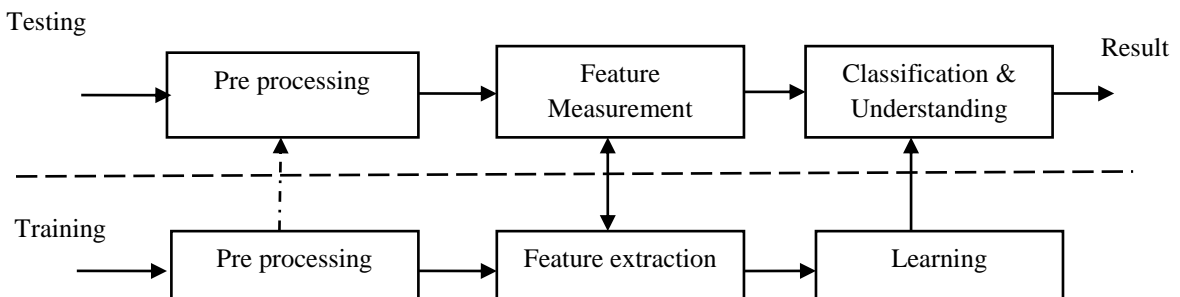 Testing
Result
Pre processing
Feature
Measurement
Classification &
Understanding
Training
Pre processing
Feature extraction
Learning